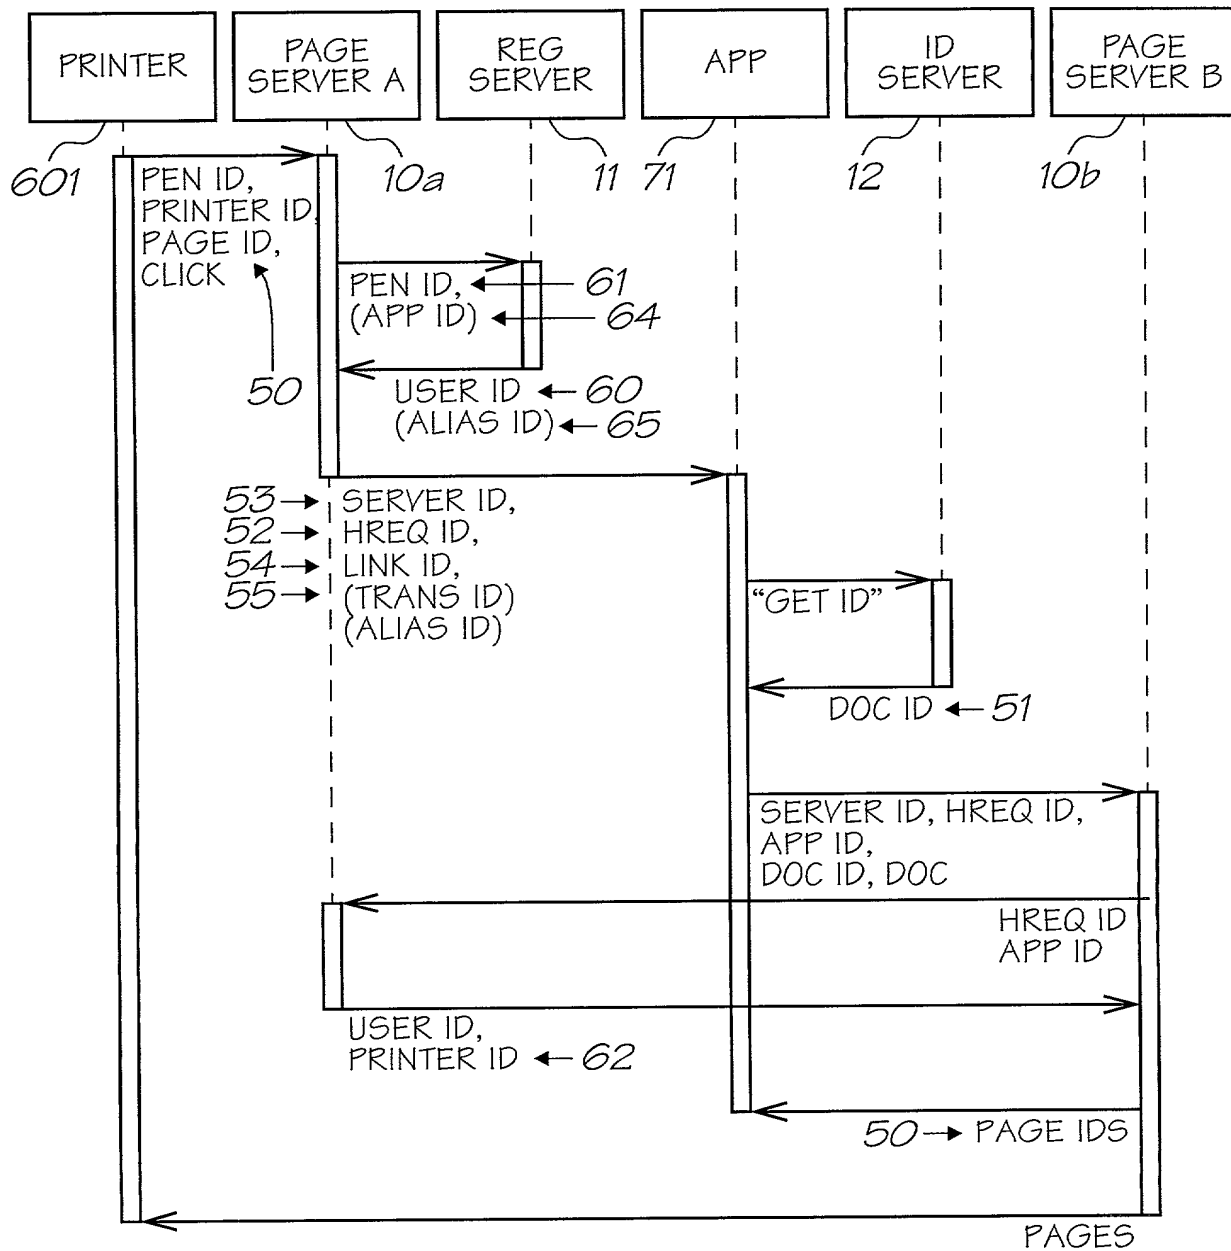 PRINTER
PAGE
SERVER A
REG
SERVER
APP
ID
SERVER
PAGE
SERVER B
601
10a
11
71
12
10b
PEN ID,
PRINTER ID,
PAGE ID,
CLICK
50
PEN ID,
61
(APP ID)
64
USER ID
60
(ALIAS ID)
65
53
SERVER ID,
52
HREQ ID,
54
LINK ID,
55
(TRANS ID)
(ALIAS ID)
“GET ID”
DOC ID
51
SERVER ID, HREQ ID,
APP ID,
DOC ID, DOC
HREQ ID
APP ID
USER ID,
PRINTER ID
62
50
PAGE IDS
PAGES